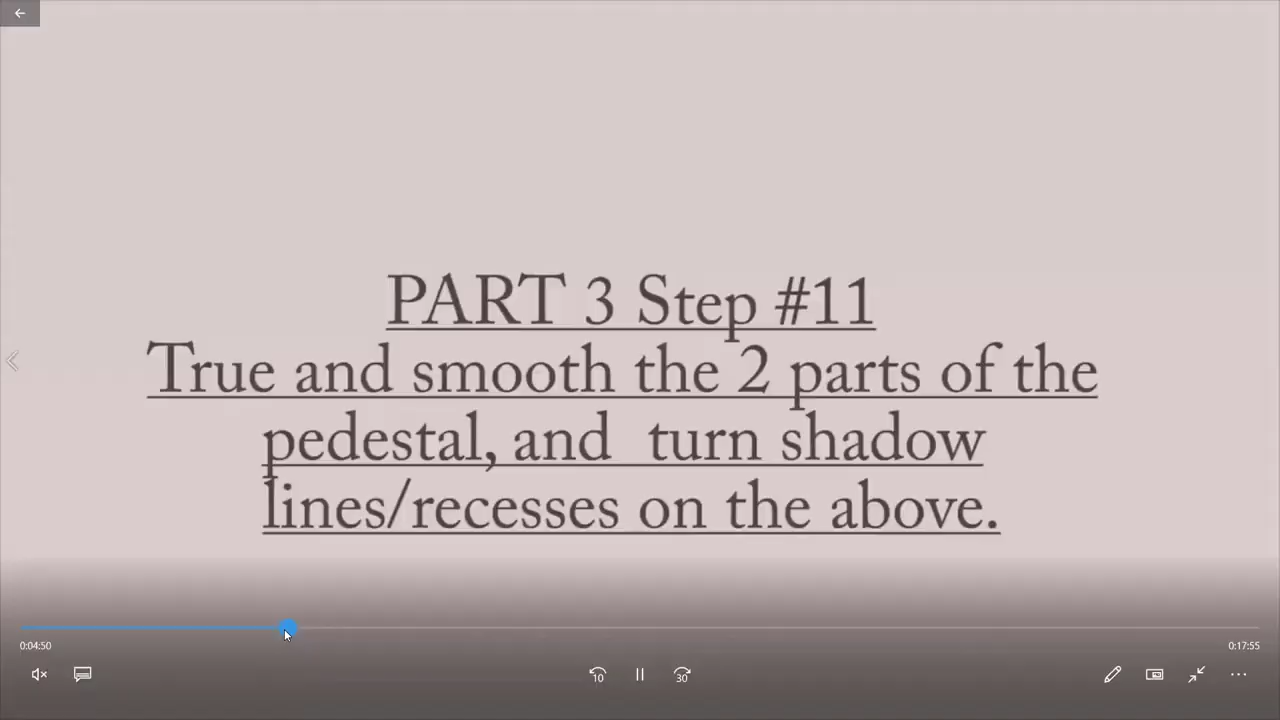 PART 3 Step #11
True and smooth the 2 parts of the
pedestal, and  turn shadow
lines/recesses on the above.
0:04:50
0:17:55
10
30